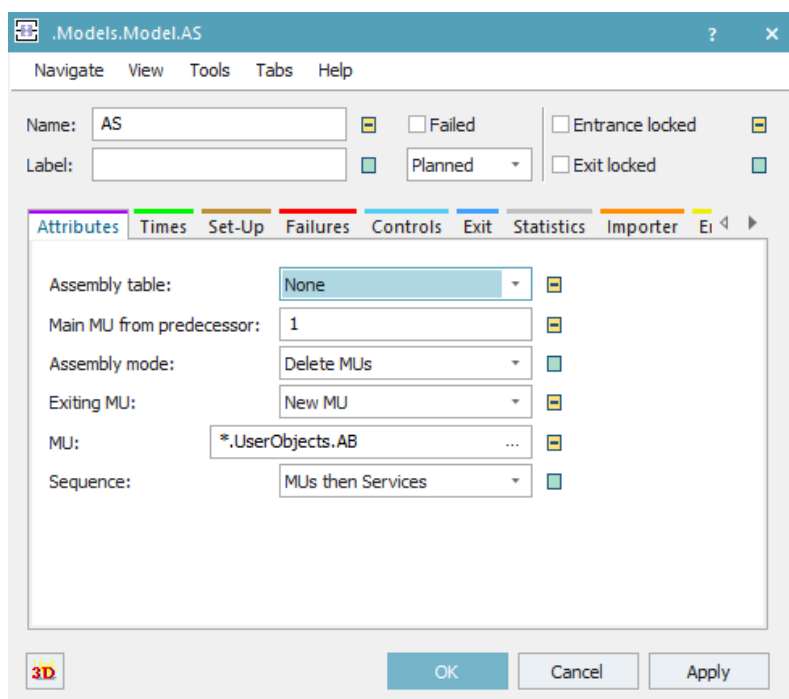 .Models.Model.AS ? ×
Navigate View Tools Tabs Help
Name: AS Failed Entrance locked
Label: Planned Exit locked
Attributes Times Set-Up Failures Controls Exit Statistics Importer
Assembly table: None
Main MU from predecessor: 1
Assembly mode: Delete MUs
Exiting MU: New MU
MU: *.UserObjects.AB ...
Sequence: MUs then Services
3D OK Cancel Apply